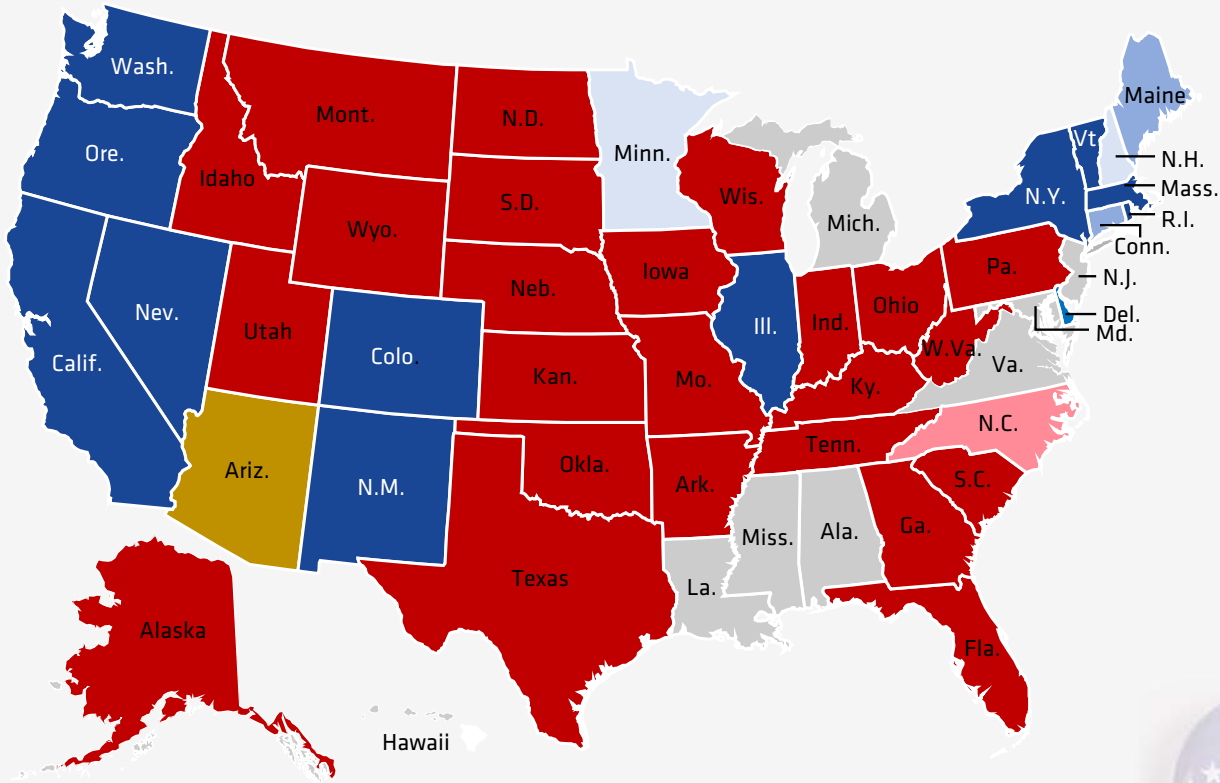 Wash.
Mont.
N.D.
Minn.
Maine
Vt
Ore.
Idaho
N.H.
Mass.
S.D.
Wis.
N.Y.
R.I.
Wyo.
Mich.
Conn.
Iowa
Pa.
N.J.
Neb.
Nev.
Utah
Ohio
Ill.
Ind.
Del.
Md.
Calif.
Colo.
Kan.
Mo.
W.Va.
Va.
Ky.
N.C.
Tenn.
Ariz.
N.M.
Okla.
Ark.
S.C.
Miss.
Ala.
Ga.
Texas
La.
Alaska
Fla.
Hawaii